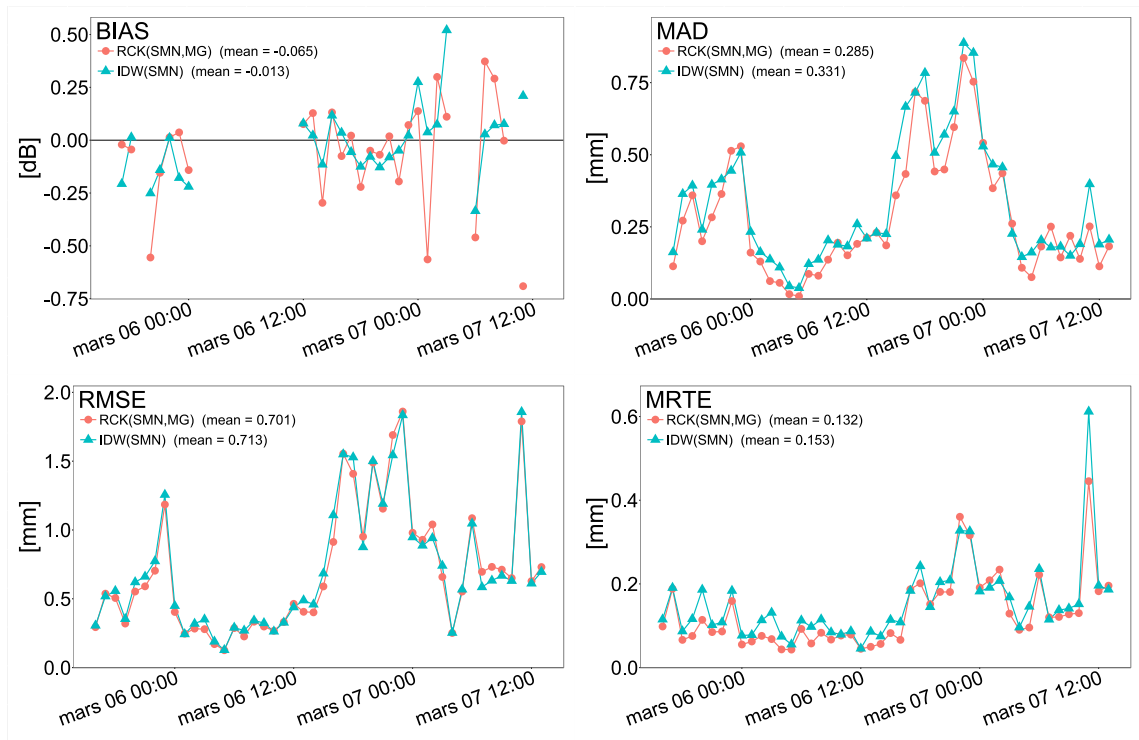 BIAS
RCK(SMN,MG) (mean = -0.065)
IDW(SMN) (mean = -0.013)
[dB]
0.50
0.25
0.00
-0.25
-0.50
-0.75
mars 06 00:00
mars 06 12:00
mars 07 00:00
mars 07 12:00
MAD
RCK(SMN,MG) (mean = 0.285)
IDW(SMN) (mean = 0.331)
[mm]
0.75
0.50
0.25
0.00
mars 06 00:00
mars 06 12:00
mars 07 00:00
mars 07 12:00
RMSE
RCK(SMN,MG) (mean = 0.701)
IDW(SMN) (mean = 0.713)
[mm]
2.0
1.5
1.0
0.5
0.0
mars 06 00:00
mars 06 12:00
mars 07 00:00
mars 07 12:00
MRTE
RCK(SMN,MG) (mean = 0.132)
IDW(SMN) (mean = 0.153)
[mm]
0.6
0.4
0.2
0.0
mars 06 00:00
mars 06 12:00
mars 07 00:00
mars 07 12:00